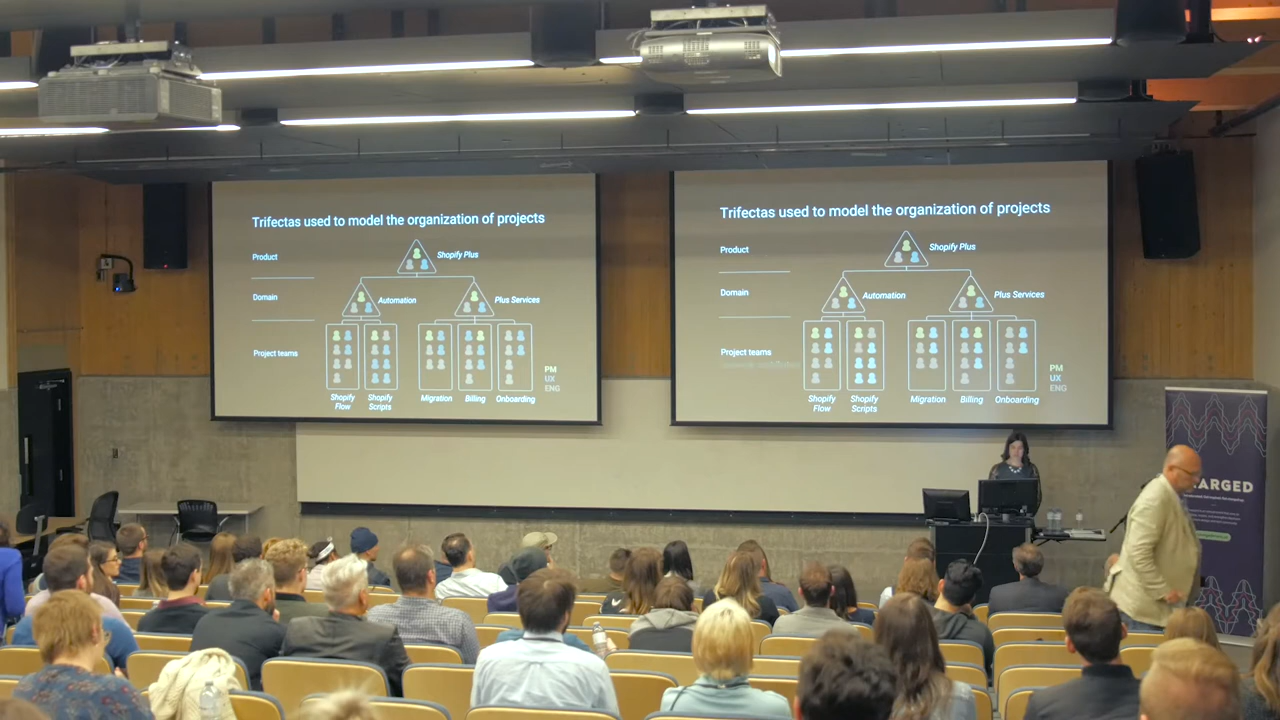 Trifectas used to model the organization of projects
Product
Shopify Plus
Domain
Automation
Plus Services
Project teams
PM
UX
ENG
Shopify
Flow
Shopify
Scripts
Migration
Billing
Onboarding
Trifectas used to model the organization of projects
Product
Shopify Plus
Domain
Automation
Plus Services
Project teams
PM
UX
ENG
Shopify
Flow
Shopify
Scripts
Migration
Billing
Onboarding
ARGED